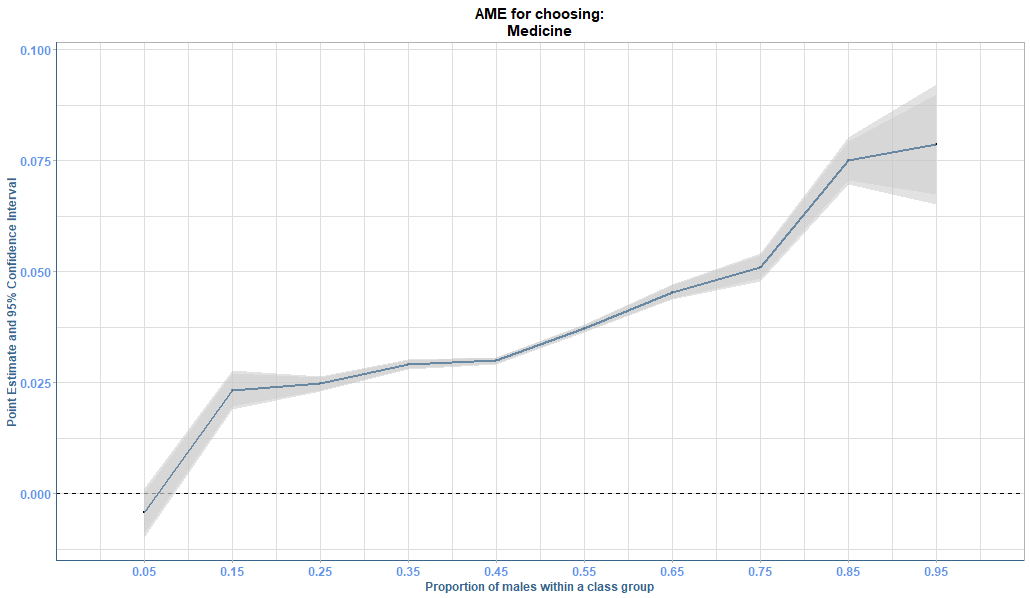 AME for choosing:
Medicine
Point Estimate and 95% Confidence Interval
0.100
0.075
0.050
0.025
0.000
0.05 0.15 0.25 0.35 0.45 0.55 0.65 0.75 0.85 0.95
Proportion of males within a class group